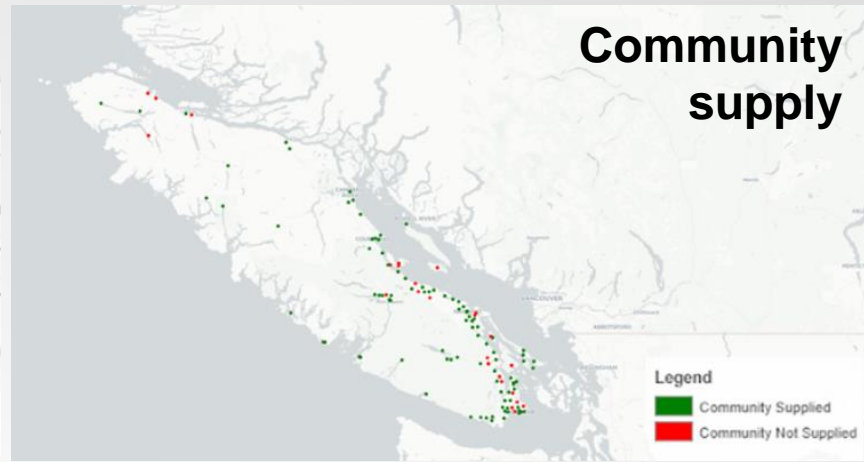 Community
supply
VANCOUVER
Legend
Community Supplied
Community Not Supplied